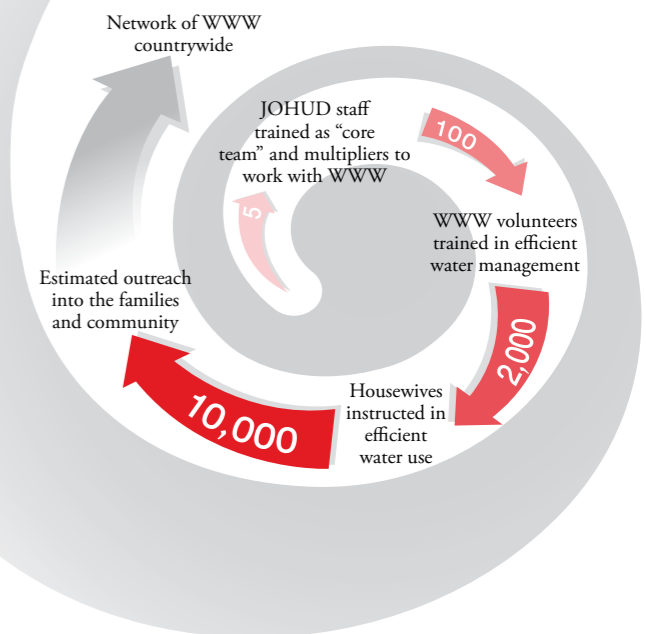 Network of WWW
countrywide
JOHUD staff
trained as “core
team” and multipliers to
work with WWW
100
5
WWW volunteers
trained in efficient
water management
2,000
Housewives
instructed in
efficient
water use
10,000
Estimated outreach
into the families
and community